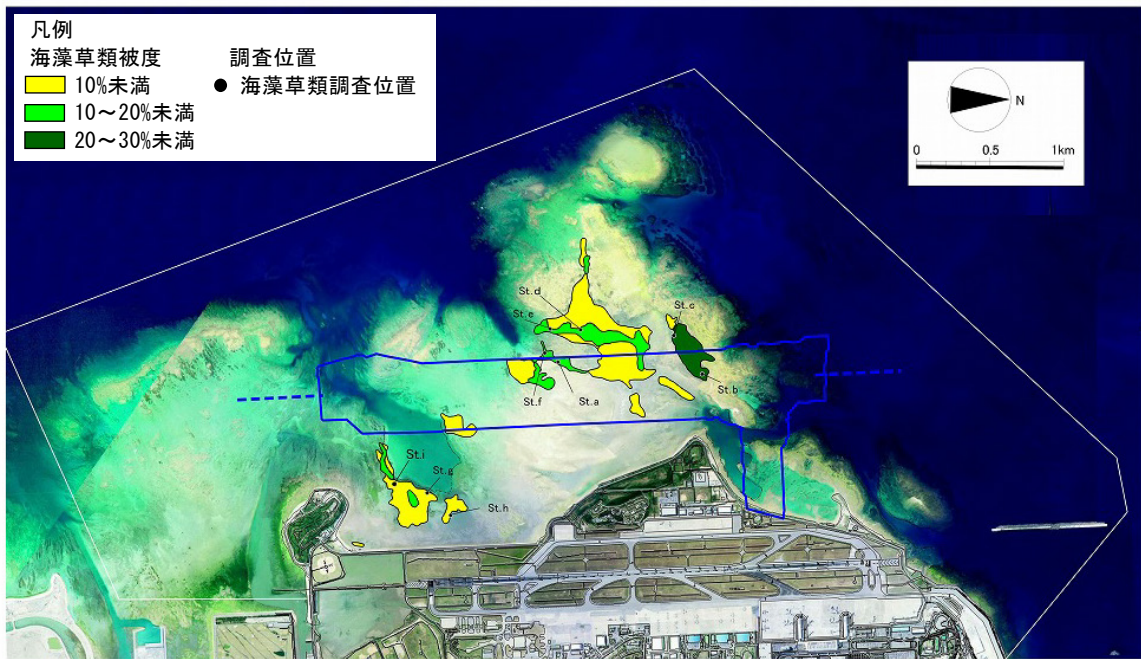 凡例
海藻草類被度 調査位置
10%未満 ● 海藻草類調査位置
10～20%未満
20～30%未満
N
0 0.5 1km
St.d
St.c
St.e
St.b
St.f
St.a
St.i
St.g
St.h